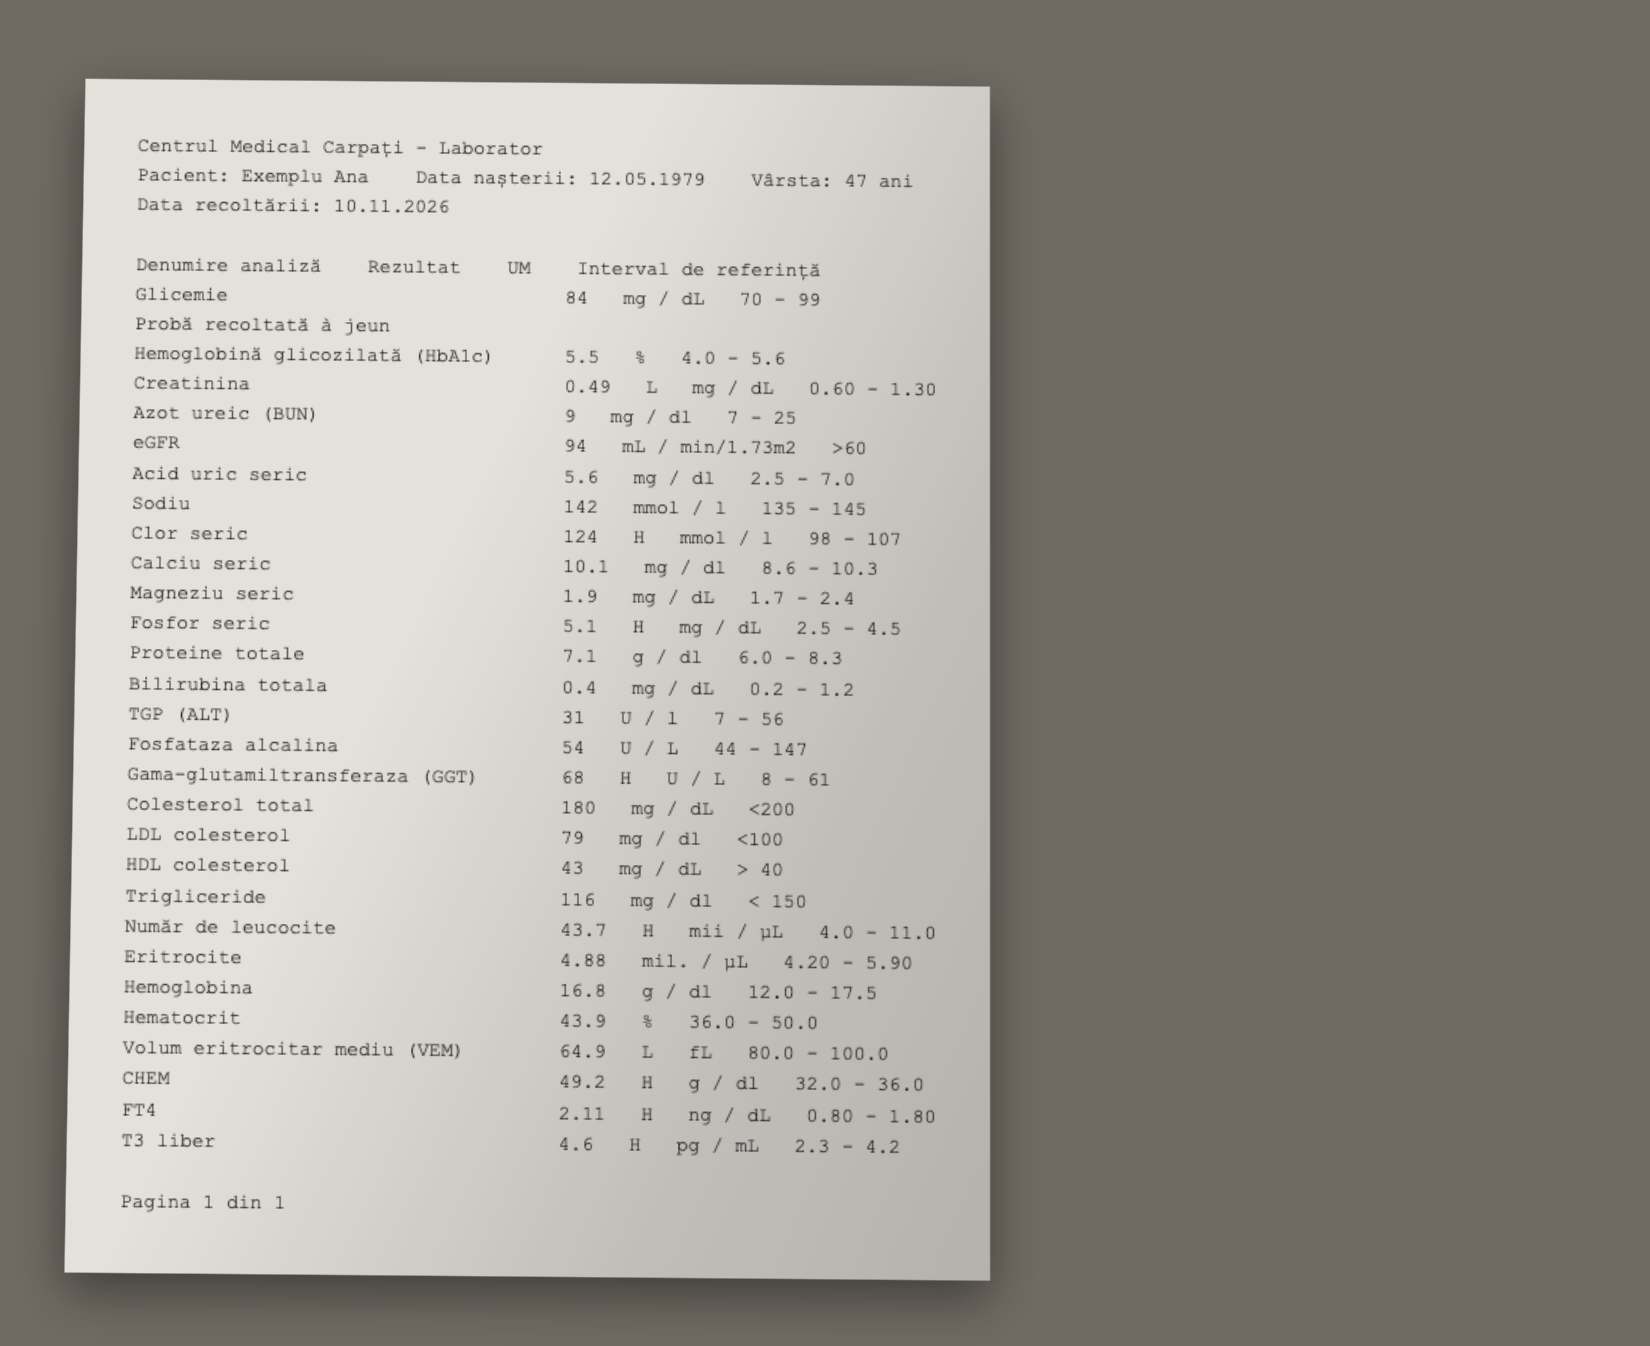 Centrul Medical Carpați - Laborator
Pacient: Exemplu Ana    Data nașterii: 12.05.1979    Vârsta: 47 ani
Data recoltării: 10.11.2026
Denumire analiză    Rezultat    UM    Interval de referință
Glicemie    84   mg / dL   70 - 99
Probă recoltată à jeun
Hemoglobină glicozilată (HbA1c)    5.5   %   4.0 - 5.6
Creatinina    0.49   L   mg / dL   0.60 - 1.30
Azot ureic (BUN)    9   mg / dl   7 - 25
eGFR    94   mL / min/1.73m2   >60
Acid uric seric    5.6   mg / dl   2.5 - 7.0
Sodiu    142   mmol / l   135 - 145
Clor seric    124   H   mmol / l   98 - 107
Calciu seric    10.1   mg / dl   8.6 - 10.3
Magneziu seric    1.9   mg / dL   1.7 - 2.4
Fosfor seric    5.1   H   mg / dL   2.5 - 4.5
Proteine totale    7.1   g / dl   6.0 - 8.3
Bilirubina totala    0.4   mg / dL   0.2 - 1.2
TGP (ALT)    31   U / l   7 - 56
Fosfataza alcalina    54   U / L   44 - 147
Gama-glutamiltransferaza (GGT)    68   H   U / L   8 - 61
Colesterol total    180   mg / dL   <200
LDL colesterol    79   mg / dl   <100
HDL colesterol    43   mg / dL   > 40
Trigliceride    116   mg / dl   < 150
Număr de leucocite    43.7   H   mii / µL   4.0 - 11.0
Eritrocite    4.88   mil. / µL   4.20 - 5.90
Hemoglobina    16.8   g / dl   12.0 - 17.5
Hematocrit    43.9   %   36.0 - 50.0
Volum eritrocitar mediu (VEM)    64.9   L   fL   80.0 - 100.0
CHEM    49.2   H   g / dl   32.0 - 36.0
FT4    2.11   H   ng / dL   0.80 - 1.80
T3 liber    4.6   H   pg / mL   2.3 - 4.2
Pagina 1 din 1